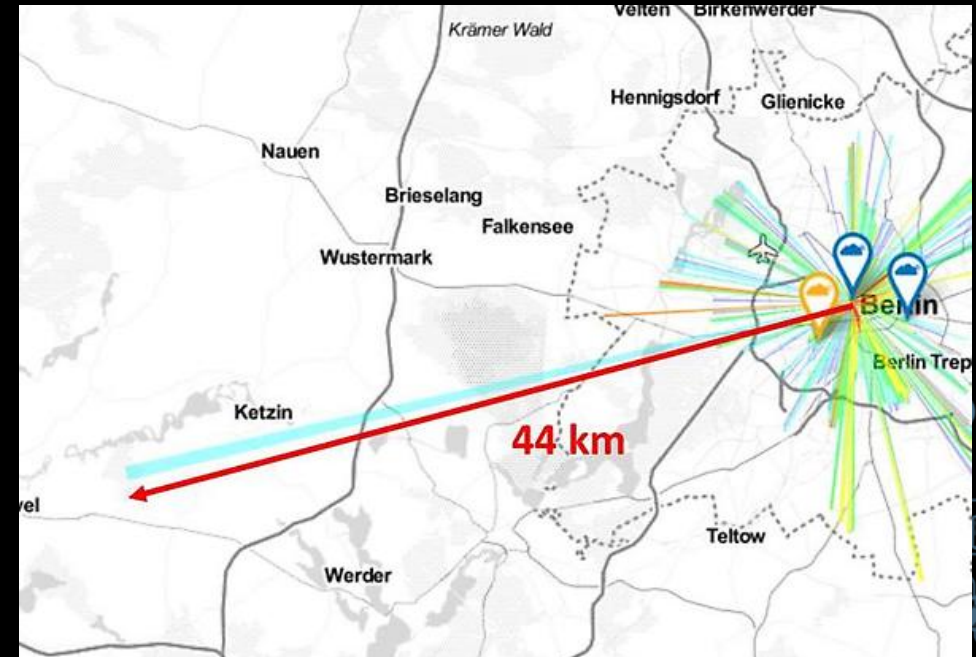 Velten Birkenwerder
Krämer Wald
Hennigsdorf Glienicke
Nauen
Brieselang
Falkensee
Wustermark
Berlin
Berlin Trep
Ketzin
44 km
vel
Teltow
Werder